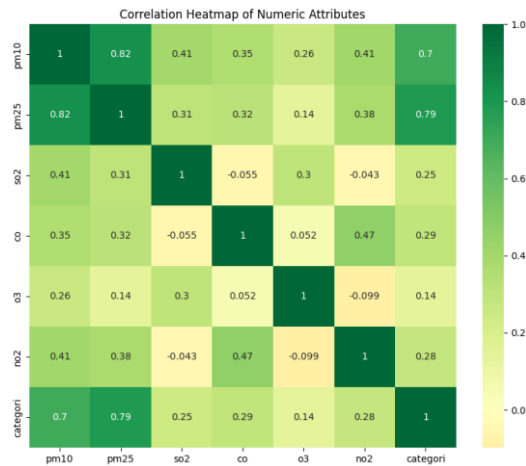 Correlation Heatmap of Numeric Attributes
pm10 1 0.82 0.41 0.35 0.26 0.41 0.7
pm25 0.82 1 0.31 0.32 0.14 0.38 0.79
so2 0.41 0.31 1 -0.055 0.3 -0.043 0.25
co 0.35 0.32 -0.055 1 0.052 0.47 0.29
o3 0.26 0.14 0.3 0.052 1 -0.099 0.14
no2 0.41 0.38 -0.043 0.47 -0.099 1 0.28
categori 0.7 0.79 0.25 0.29 0.14 0.28 1
pm10 pm25 so2 co o3 no2 categori
1.0
0.8
0.6
0.4
0.2
0.0